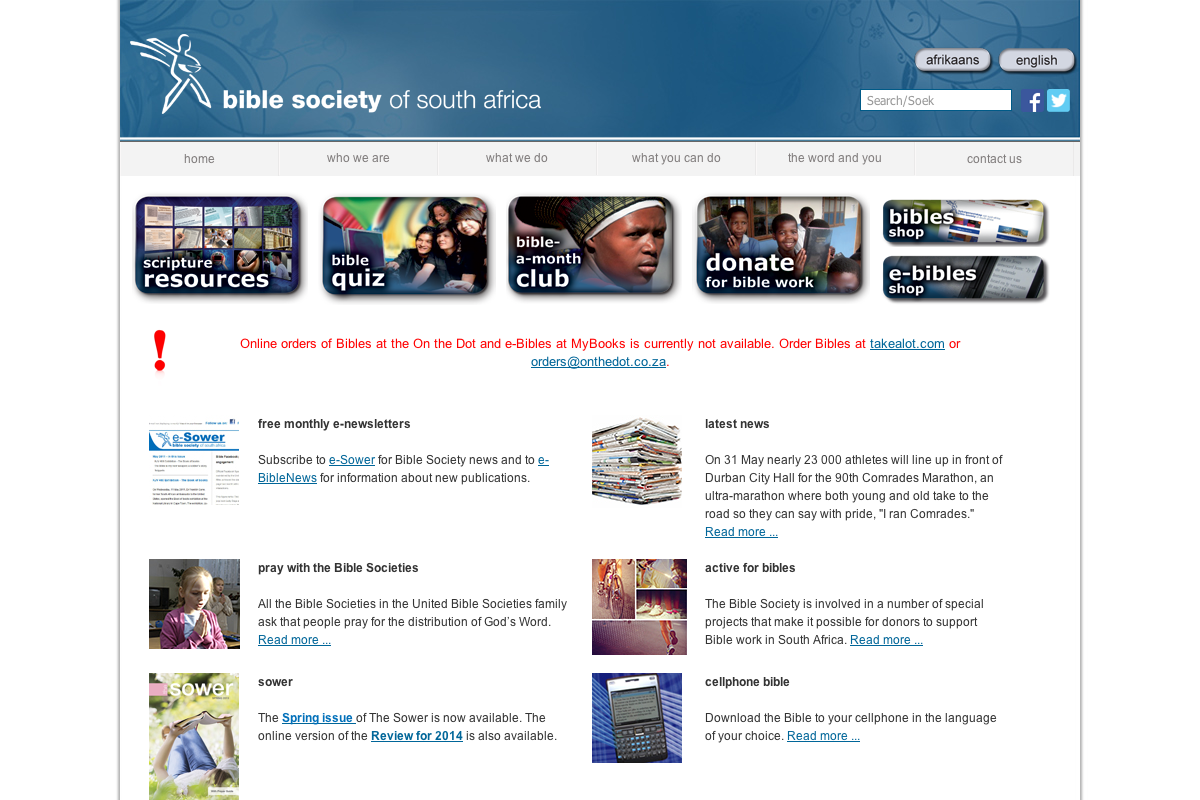 afrikaans
english
bible society of south africa
Search/Soek
home
who we are
what we do
what you can do
the word and you
contact us
scripture
resources
bible
quiz
bible-
a-month
club
donate
for bible work
bibles
shop
e-bibles
shop
Online orders of Bibles at the On the Dot and e-Bibles at MyBooks is currently not available. Order Bibles at takealot.com or
orders@onthedot.co.za.
e-Sower
free monthly e-newsletters
Subscribe to e-Sower for Bible Society news and to e-
BibleNews for information about new publications.
latest news
On 31 May nearly 23 000 athletes will line up in front of
Durban City Hall for the 90th Comrades Marathon, an
ultra-marathon where both young and old take to the
road so they can say with pride, "I ran Comrades."
Read more ...
pray with the Bible Societies
All the Bible Societies in the United Bible Societies family
ask that people pray for the distribution of God's Word.
Read more ...
active for bibles
The Bible Society is involved in a number of special
projects that make it possible for donors to support
Bible work in South Africa. Read more ...
sower
sower
The Spring issue of The Sower is now available. The
online version of the Review for 2014 is also available.
cellphone bible
Download the Bible to your cellphone in the language
of your choice. Read more ...